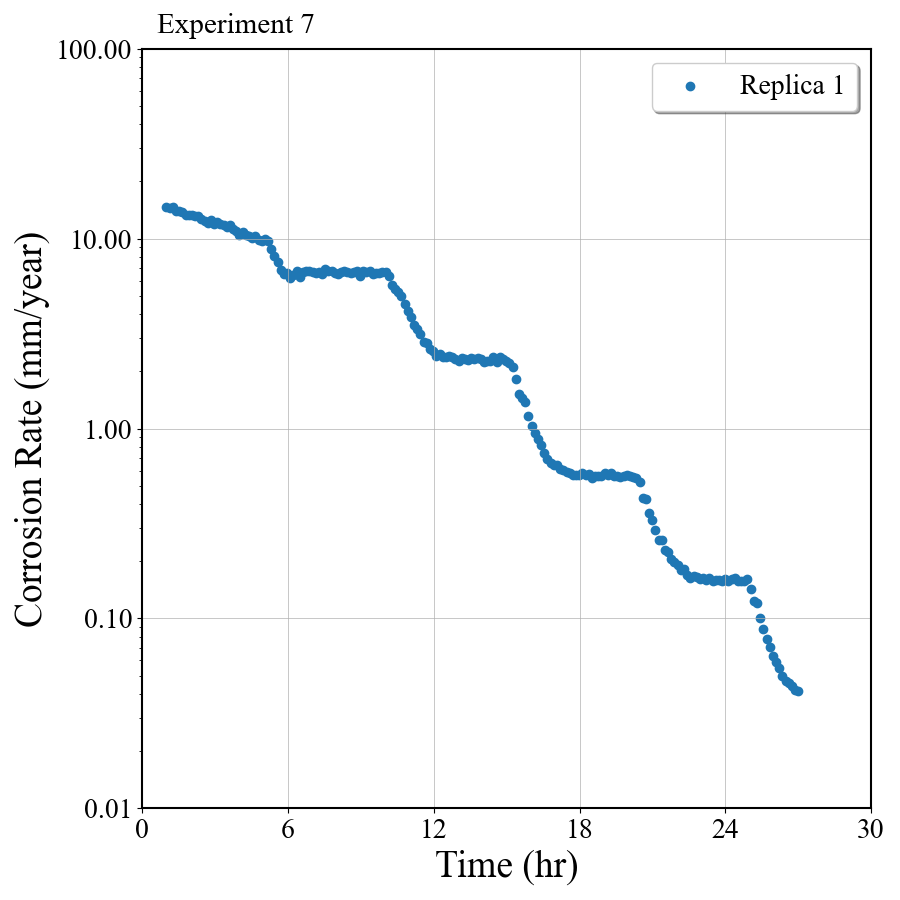 Experiment 7
100.00
10.00
1.00
0.10
0.01
Corrosion Rate (mm/year)
Replica 1
0 6 12 18 24 30
Time (hr)